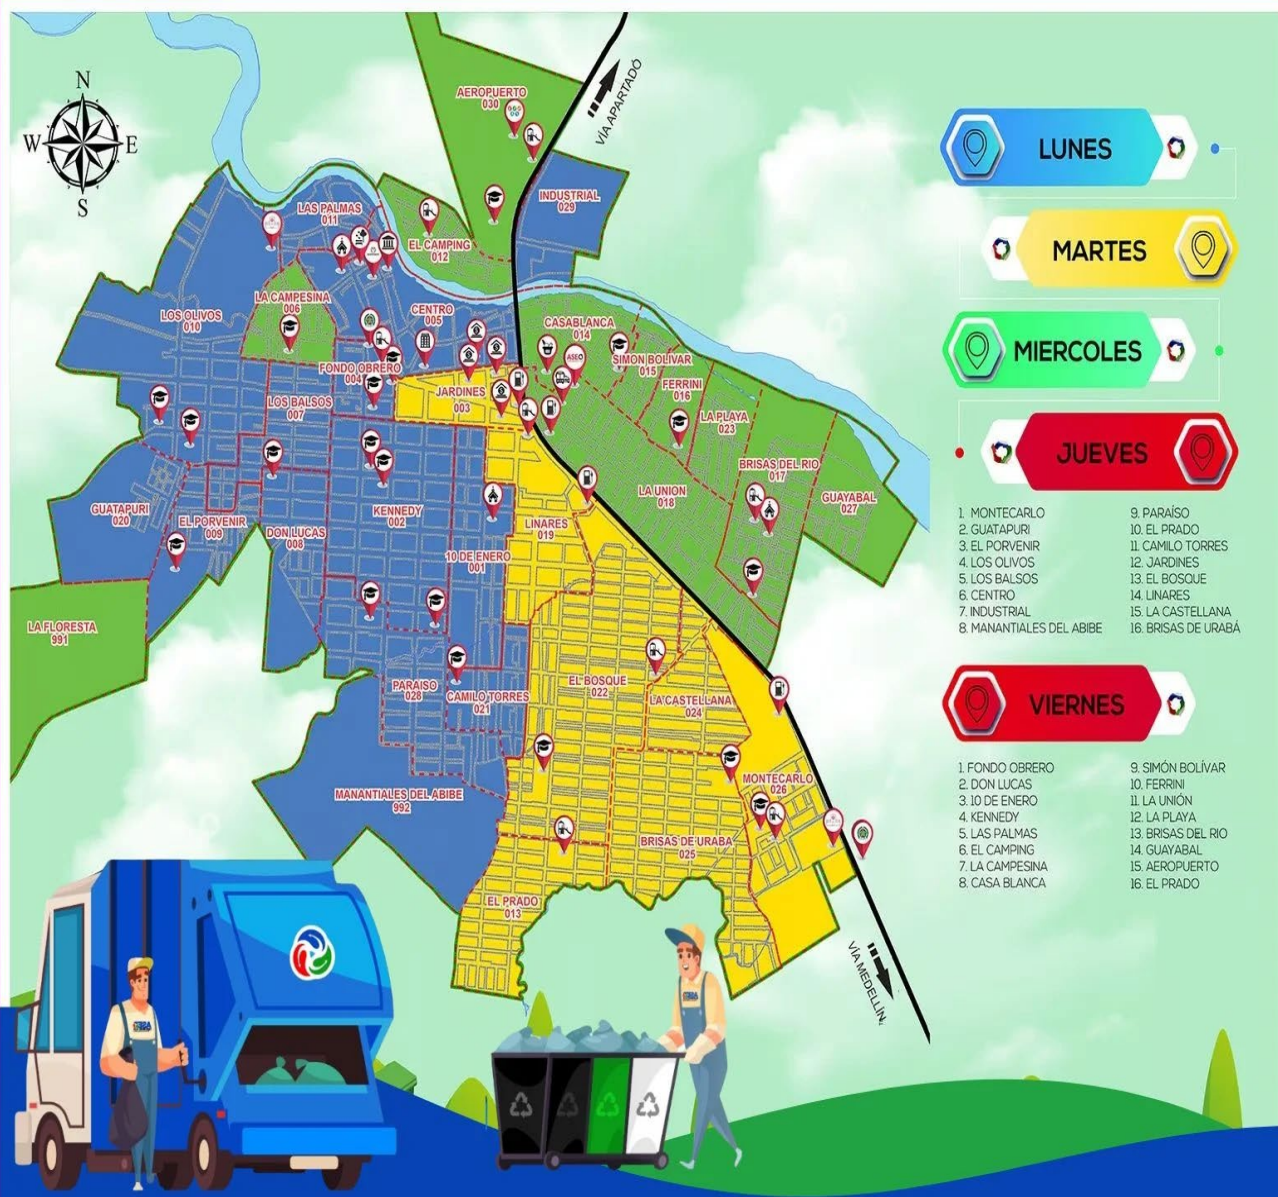 N
W
E
S
AEROPUERTO
030
VÍA APARTADÓ
INDUSTRIAL
029
LAS PALMAS
011
EL CAMPING
012
LA CAMPESINA
006
LOS OLIVOS
010
CENTRO
005
CASABLANCA
014
ASEO
SIMON BOLIVAR
015
FONDO OBRERO
004
JARDINES
003
FERRINI
016
LOS BALSOS
007
LA PLAYA
023
BRISAS DEL RIO
017
LA UNION
018
GUAYABAL
027
GUATAPURI
020
EL PORVENIR
009
DON LUCAS
008
KENNEDY
002
LINARES
019
10 DE ENERO
001
LA FLORESTA
991
PARAISO
028
CAMILO TORRES
021
EL BOSQUE
022
LA CASTELLANA
024
MANANTIALES DEL ABIBE
992
MONTECARLO
026
BRISAS DE URABA
025
EL PRADO
013
VÍA MEDELLÍN
LUNES
MARTES
MIERCOLES
JUEVES
1. MONTECARLO
2. GUATAPURI
3. EL PORVENIR
4. LOS OLIVOS
5. LOS BALSOS
6. CENTRO
7. INDUSTRIAL
8. MANANTIALES DEL ABIBE
9. PARAÍSO
10. EL PRADO
11. CAMILO TORRES
12. JARDINES
13. EL BOSQUE
14. LINARES
15. LA CASTELLANA
16. BRISAS DE URABÁ
VIERNES
1. FONDO OBRERO
2. DON LUCAS
3. 10 DE ENERO
4. KENNEDY
5. LAS PALMAS
6. EL CAMPING
7. LA CAMPESINA
8. CASA BLANCA
9. SIMÓN BOLÍVAR
10. FERRINI
11. LA UNIÓN
12. LA PLAYA
13. BRISAS DEL RIO
14. GUAYABAL
15. AEROPUERTO
16. EL PRADO